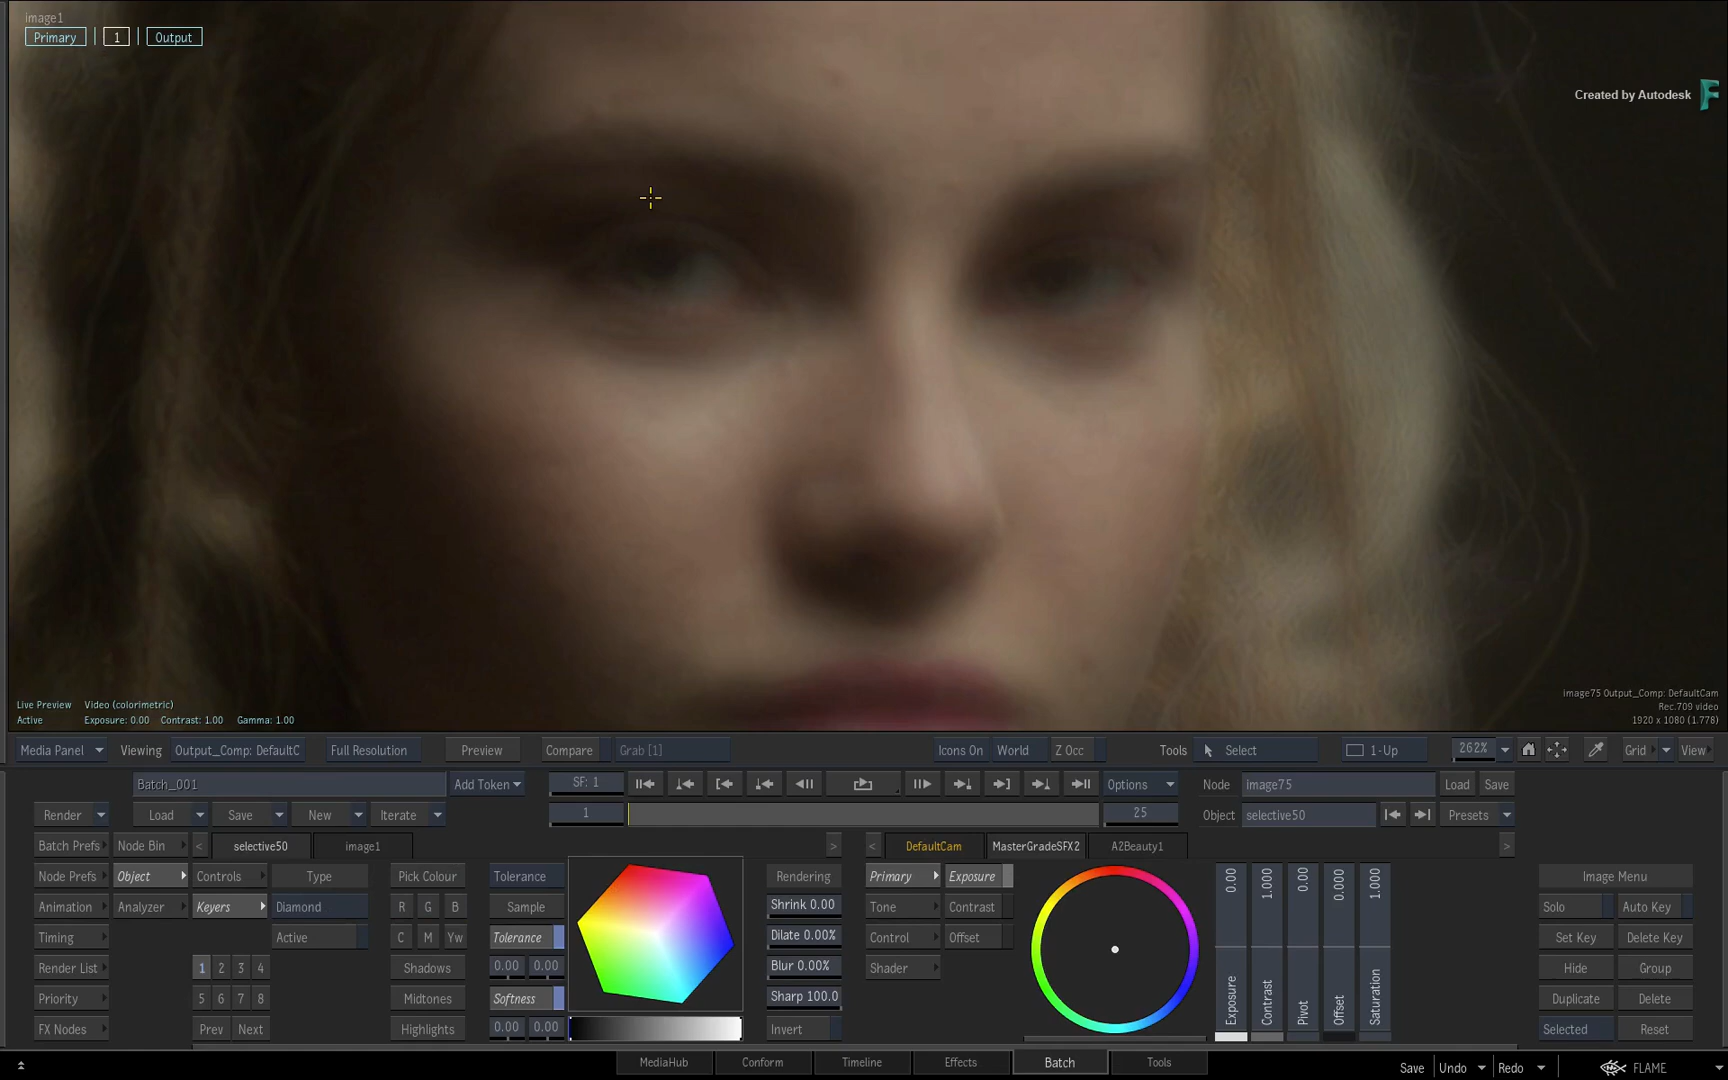 image1
Primary | 1 | Output
Created by Autodesk
Live Preview Video (colorimetric)
Active Exposure: 0.00 Contrast: 1.00 Gamma: 1.00
image75 Output_Comp: DefaultCam
Rec.709 video
1920 x 1080 (1.778)
Media Panel Viewing Output_Comp: DefaultC Full Resolution Preview Compare Grab [1] Icons On World Z Occ Tools Select 1-Up 262% Grid View
Batch_001 Add Token SF: 1 Options Node image75 Load Save
Render Load Save New Iterate 1 25 Object selective50 Presets
Batch Prefs Node Bin < selective50 image1 > < DefaultCam MasterGradeSFX2 A2Beauty1 >
Node Prefs Object Controls Type Pick Colour Tolerance Rendering Primary Exposure 0.00 1.000 0.00 0.000 1.000 Image Menu
Animation Analyzer Keyers Diamond R G B Sample Shrink 0.00 Tone Contrast Solo Auto Key
Timing Active C M Yw Tolerance Dilate 0.00% Control Offset Set Key Delete Key
Render List 1 2 3 4 Shadows 0.00 0.00 Blur 0.00% Shader Hide Group
Priority 5 6 7 8 Midtones Softness Sharp 100.0 Exposure Contrast Pivot Offset Saturation Duplicate Delete
FX Nodes Prev Next Highlights 0.00 0.00 Invert Selected Reset
MediaHub Conform Timeline Effects Batch Tools Save Undo Redo FLAME